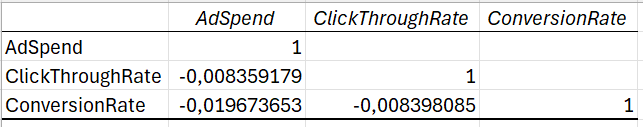 AdSpend ClickThroughRate ConversionRate
AdSpend 1
ClickThroughRate -0,008359179 1
ConversionRate -0,019673653 -0,008398085 1